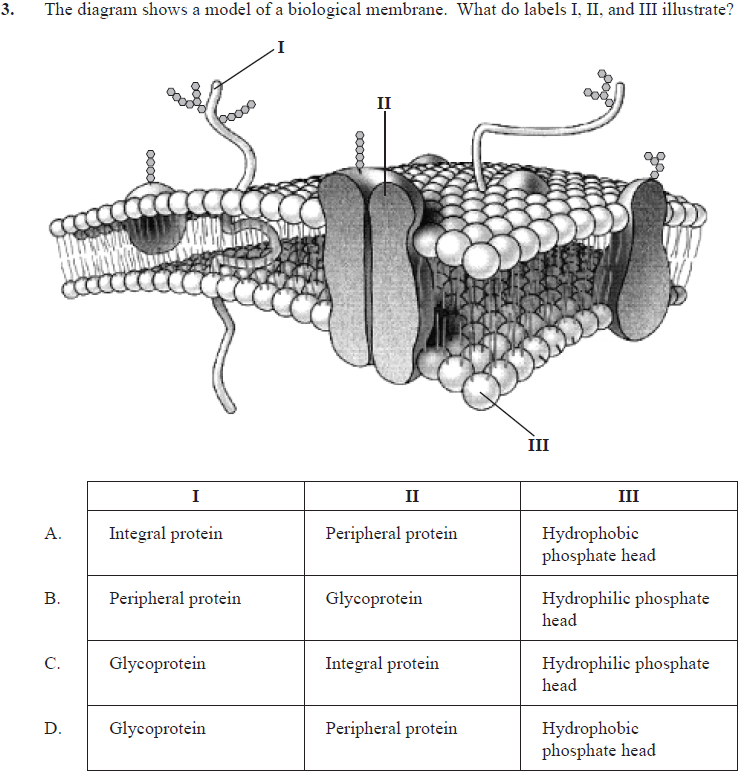 3. The diagram shows a model of a biological membrane. What do labels I, II, and III illustrate?
I
II
III
I II III
A. Integral protein Peripheral protein Hydrophobic
phosphate head
B. Peripheral protein Glycoprotein Hydrophilic phosphate
head
C. Glycoprotein Integral protein Hydrophilic phosphate
head
D. Glycoprotein Peripheral protein Hydrophobic
phosphate head